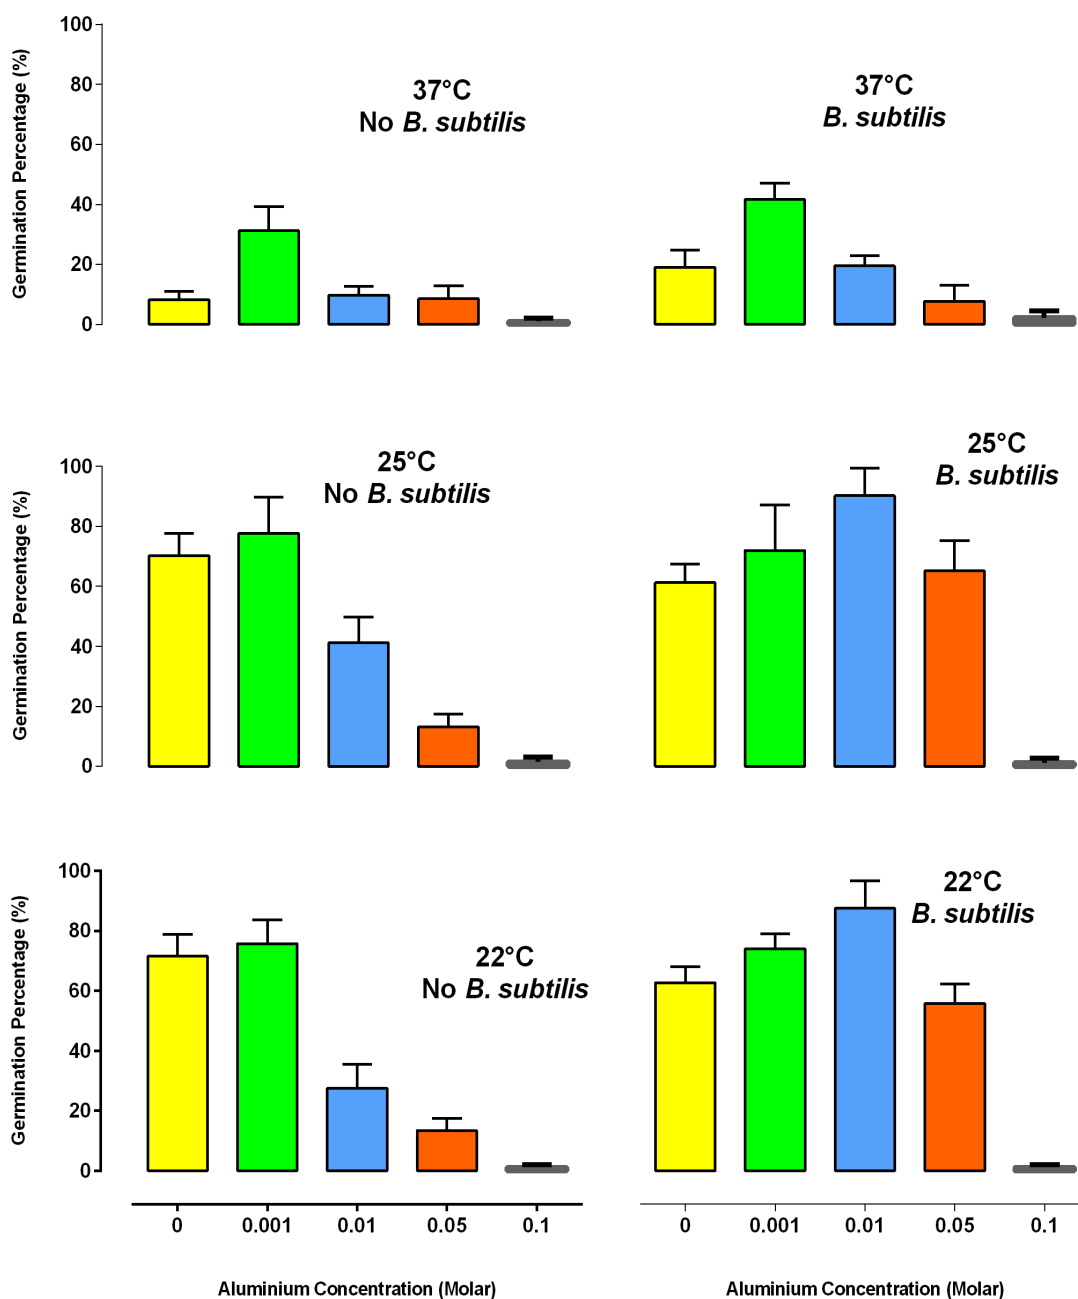 Germination Percentage (%)
100
80
60
40
20
0
37°C
No B. subtilis
37°C
B. subtilis
Germination Percentage (%)
100
80
60
40
20
0
25°C
No B. subtilis
25°C
B. subtilis
Germination Percentage (%)
100
80
60
40
20
0
22°C
No B. subtilis
22°C
B. subtilis
0 0.001 0.01 0.05 0.1
0 0.001 0.01 0.05 0.1
Aluminium Concentration (Molar)
Aluminium Concentration (Molar)